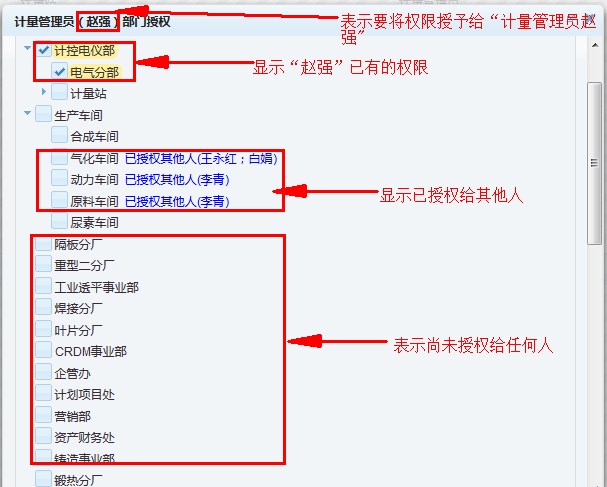 计量管理员（赵强）部门授权
表示要将权限授予给“计量管理员赵
强”
计控电仪部
电气分部
显示“赵强”已有的权限
计量站
生产车间
合成车间
气化车间 已授权其他人(王永红；白娟)
动力车间 已授权其他人(李青)
显示已授权给其他人
原料车间 已授权其他人(李青)
尿素车间
隔板分厂
重型二分厂
工业透平事业部
焊接分厂
叶片分厂
表示尚未授权给任何人
CRDM事业部
企管办
计划项目处
营销部
资产财务处
铸造事业部
锻热分厂